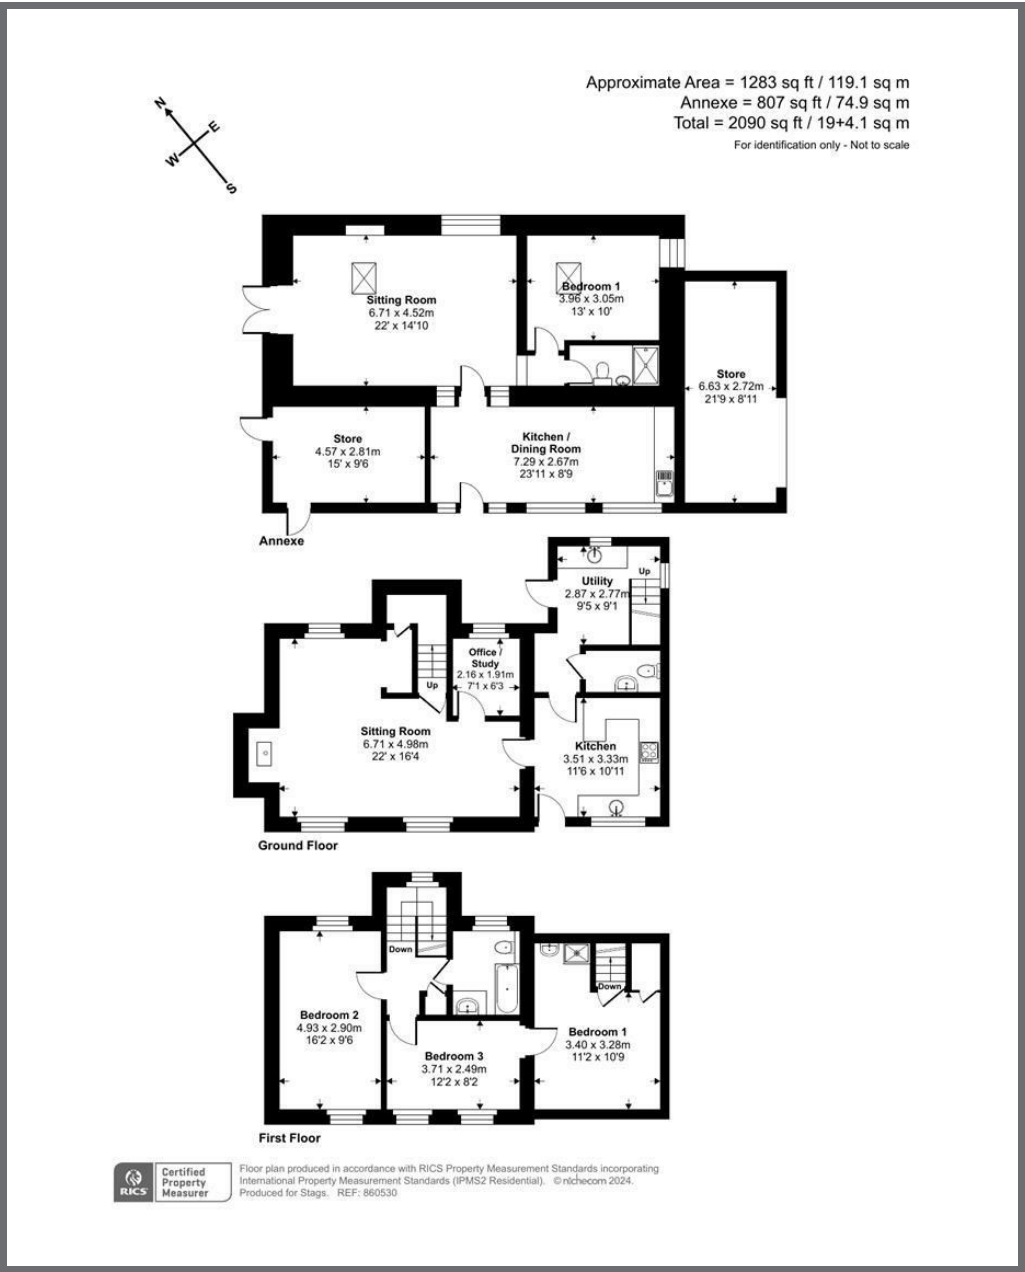 Approximate Area = 1283 sq ft / 119.1 sq m
Annexe = 807 sq ft / 74.9 sq m
Total = 2090 sq ft / 19+4.1 sq m
For identification only - Not to scale
N
E
W
S
Sitting Room
6.71 x 4.52m
22' x 14'10
Bedroom 1
3.96 x 3.05m
13' x 10'
Store
6.63 x 2.72m
21'9 x 8'11
Store
4.57 x 2.81m
15' x 9'6
Kitchen /
Dining Room
7.29 x 2.67m
23'11 x 8'9
Annexe
Utility
2.87 x 2.77m
9'5 x 9'1
Up
Office /
Study
2.16 x 1.91m
7'1 x 6'3
Up
Sitting Room
6.71 x 4.98m
22' x 16'4
Kitchen
3.51 x 3.33m
11'6 x 10'11
Ground Floor
Down
Bedroom 2
4.93 x 2.90m
16'2 x 9'6
Bedroom 3
3.71 x 2.49m
12'2 x 8'2
Down
Bedroom 1
3.40 x 3.28m
11'2 x 10'9
First Floor
RICS
Certified
Property
Measurer
Floor plan produced in accordance with RICS Property Measurement Standards incorporating
International Property Measurement Standards (IPMS2 Residential). © nichecom 2024.
Produced for Stags. REF: 860530